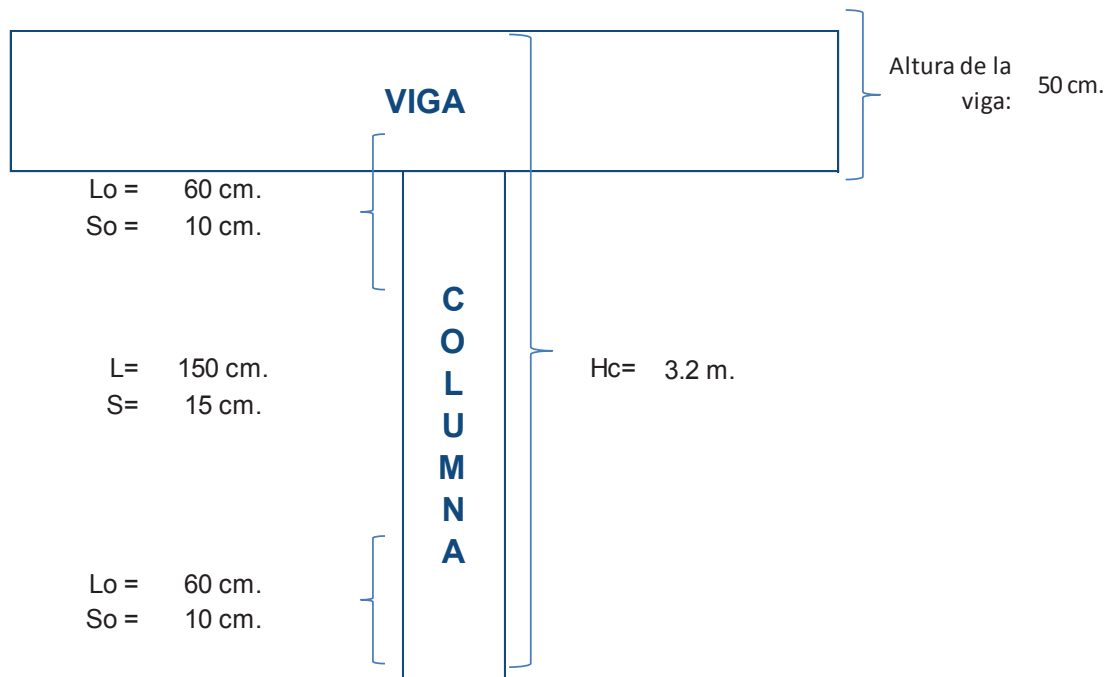 VIGA
Altura de la
viga:
50 cm.
Lo = 60 cm.
So = 10 cm.
C
O
L
U
M
N
A
L= 150 cm.
S= 15 cm.
Hc= 3.2 m.
Lo = 60 cm.
So = 10 cm.